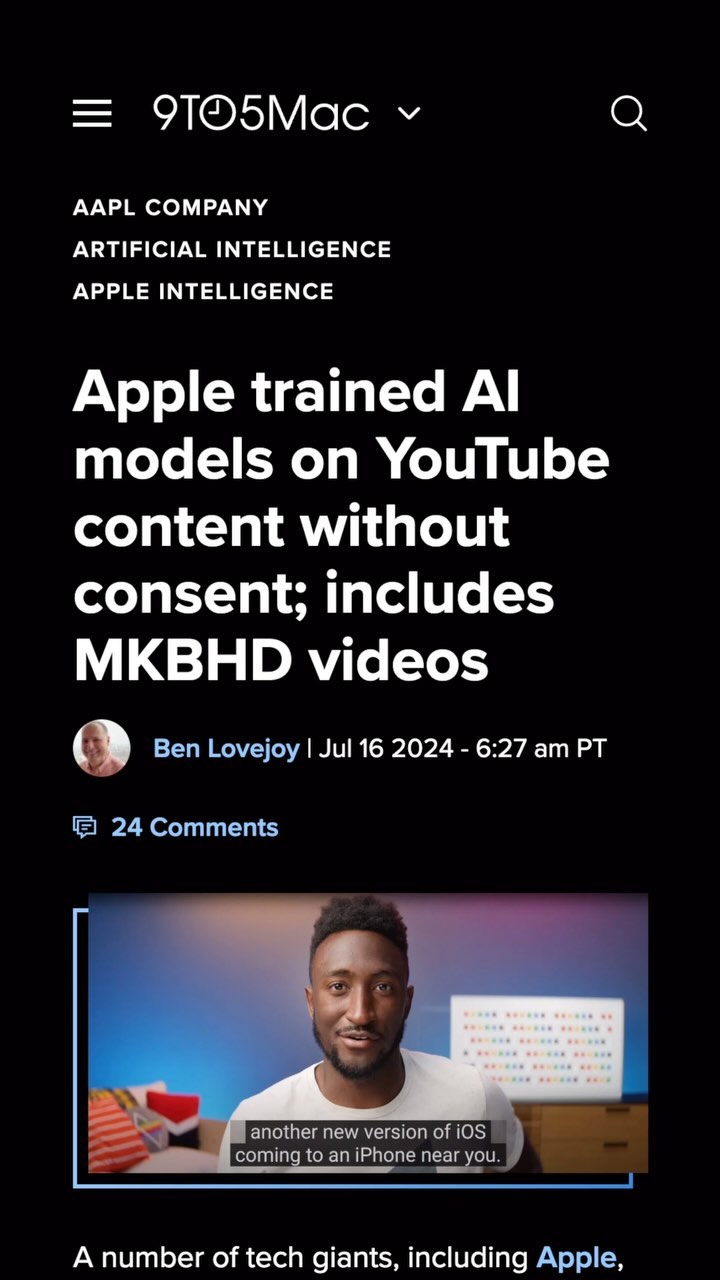 9TO5Mac
AAPL COMPANY
ARTIFICIAL INTELLIGENCE
APPLE INTELLIGENCE
Apple trained AI
models on YouTube
content without
consent; includes
MKBHD videos
Ben Lovejoy | Jul 16 2024 - 6:27 am PT
24 Comments
another new version of iOS
coming to an iPhone near you.
A number of tech giants, including Apple,